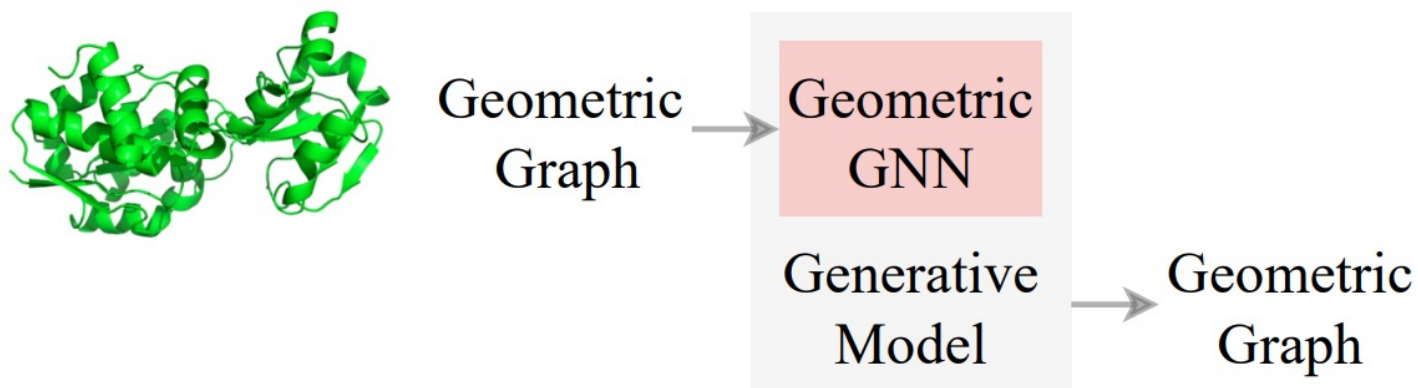 Geometric
Graph
Geometric
GNN
Generative
Model
Geometric
Graph